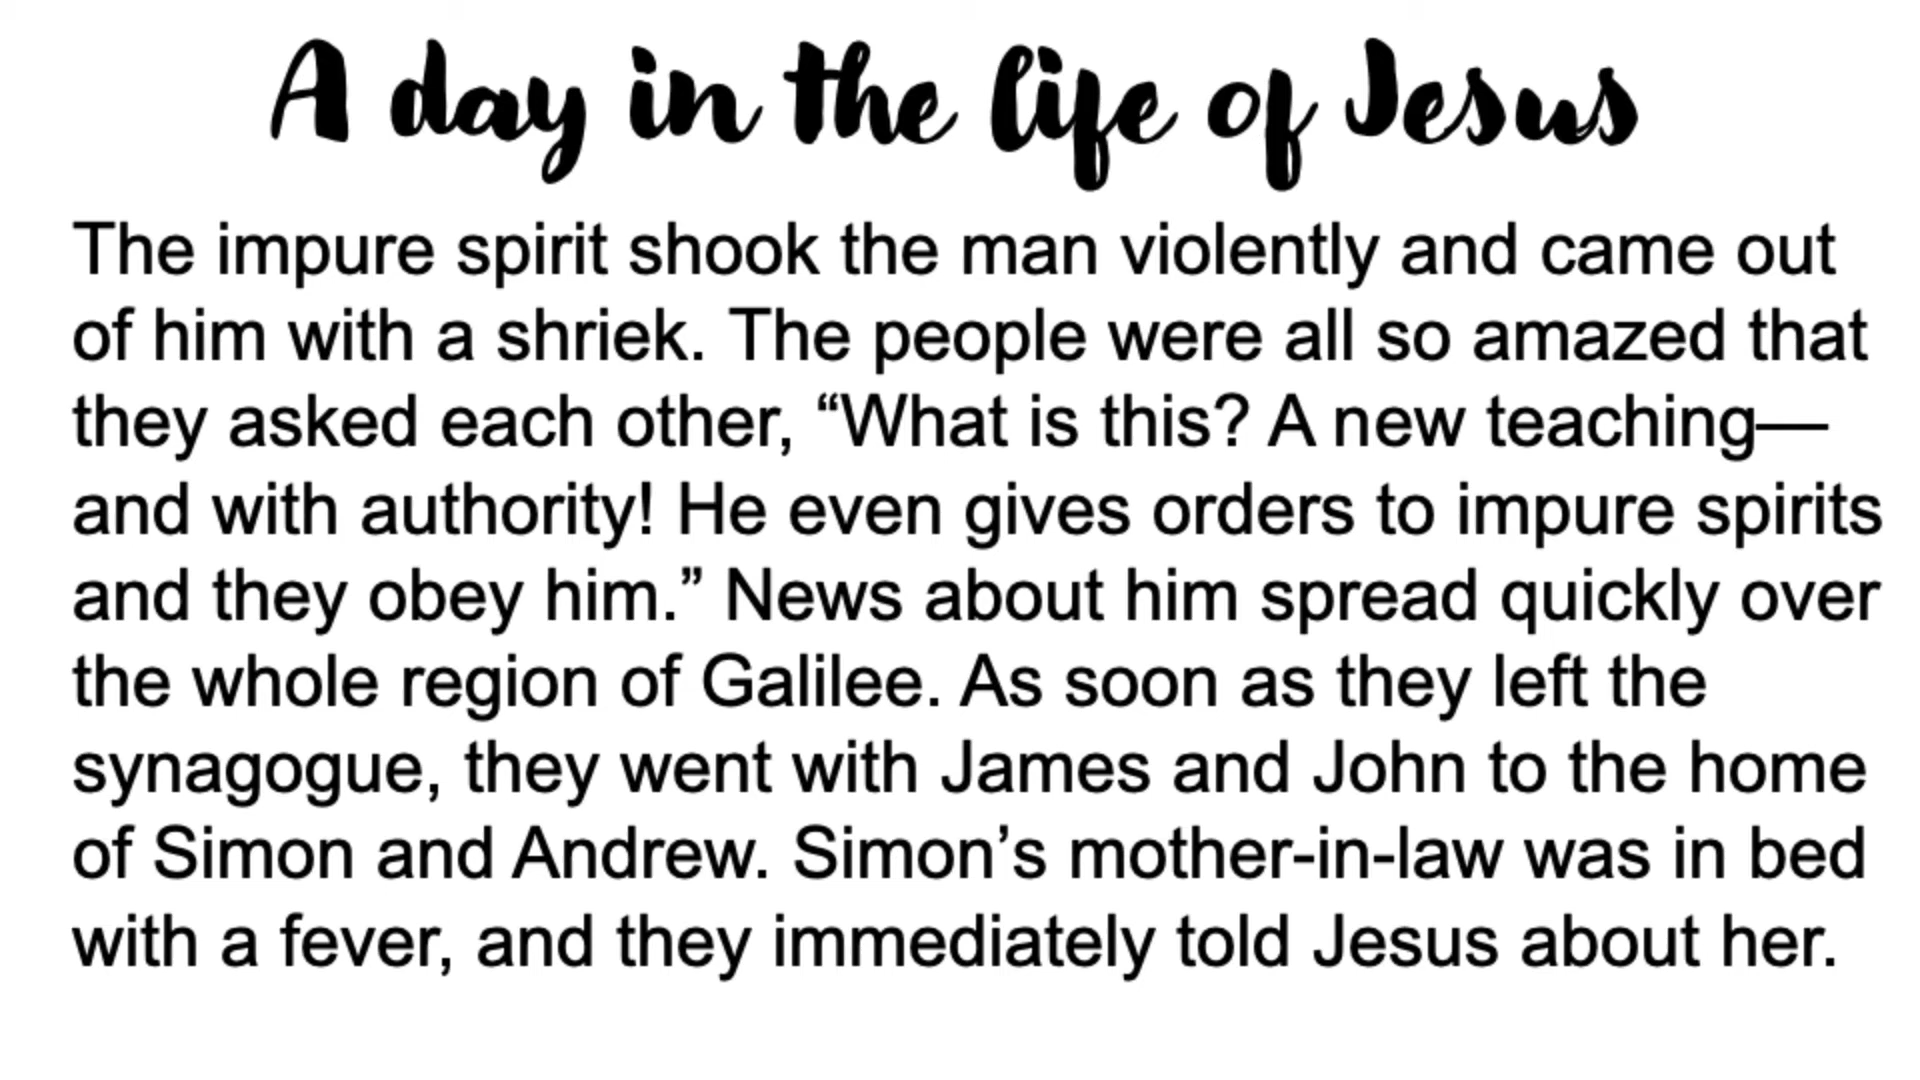 A day in the life of Jesus
The impure spirit shook the man violently and came out
of him with a shriek. The people were all so amazed that
they asked each other, “What is this? A new teaching—
and with authority! He even gives orders to impure spirits
and they obey him.” News about him spread quickly over
the whole region of Galilee. As soon as they left the
synagogue, they went with James and John to the home
of Simon and Andrew. Simon’s mother-in-law was in bed
with a fever, and they immediately told Jesus about her.